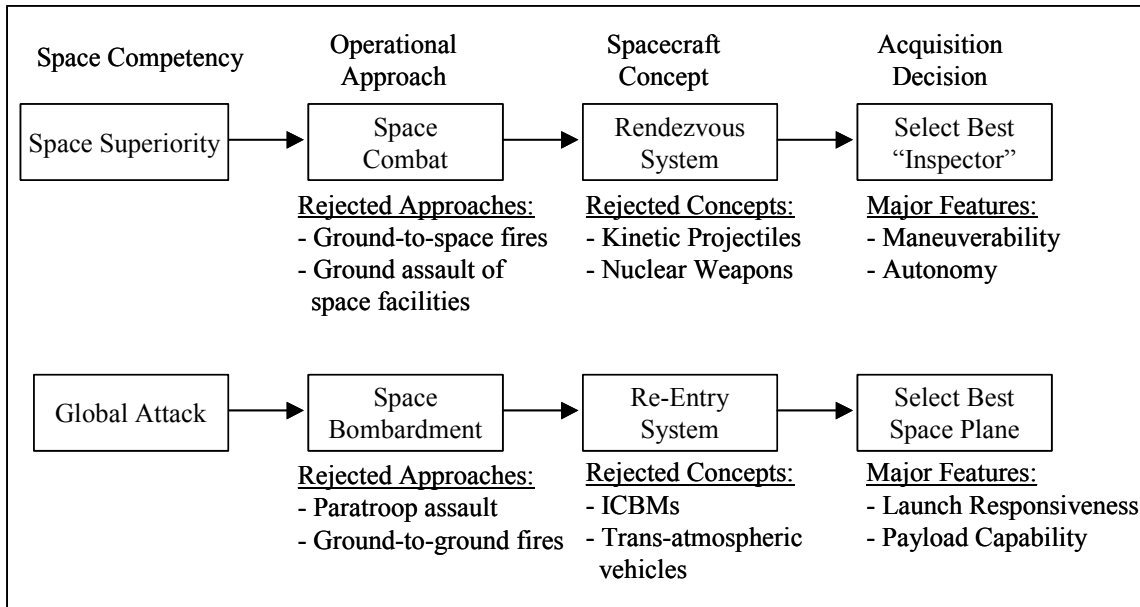 Space Competency
Operational
Approach
Spacecraft
Concept
Acquisition
Decision
Space Superiority
Space
Combat
Rendezvous
System
Select Best
“Inspector”
Rejected Approaches:
- Ground-to-space fires
- Ground assault of
space facilities
Rejected Concepts:
- Kinetic Projectiles
- Nuclear Weapons
Major Features:
- Maneuverability
- Autonomy
Global Attack
Space
Bombardment
Re-Entry
System
Select Best
Space Plane
Rejected Approaches:
- Paratroop assault
- Ground-to-ground fires
Rejected Concepts:
- ICBMs
- Trans-atmospheric
vehicles
Major Features:
- Launch Responsiveness
- Payload Capability